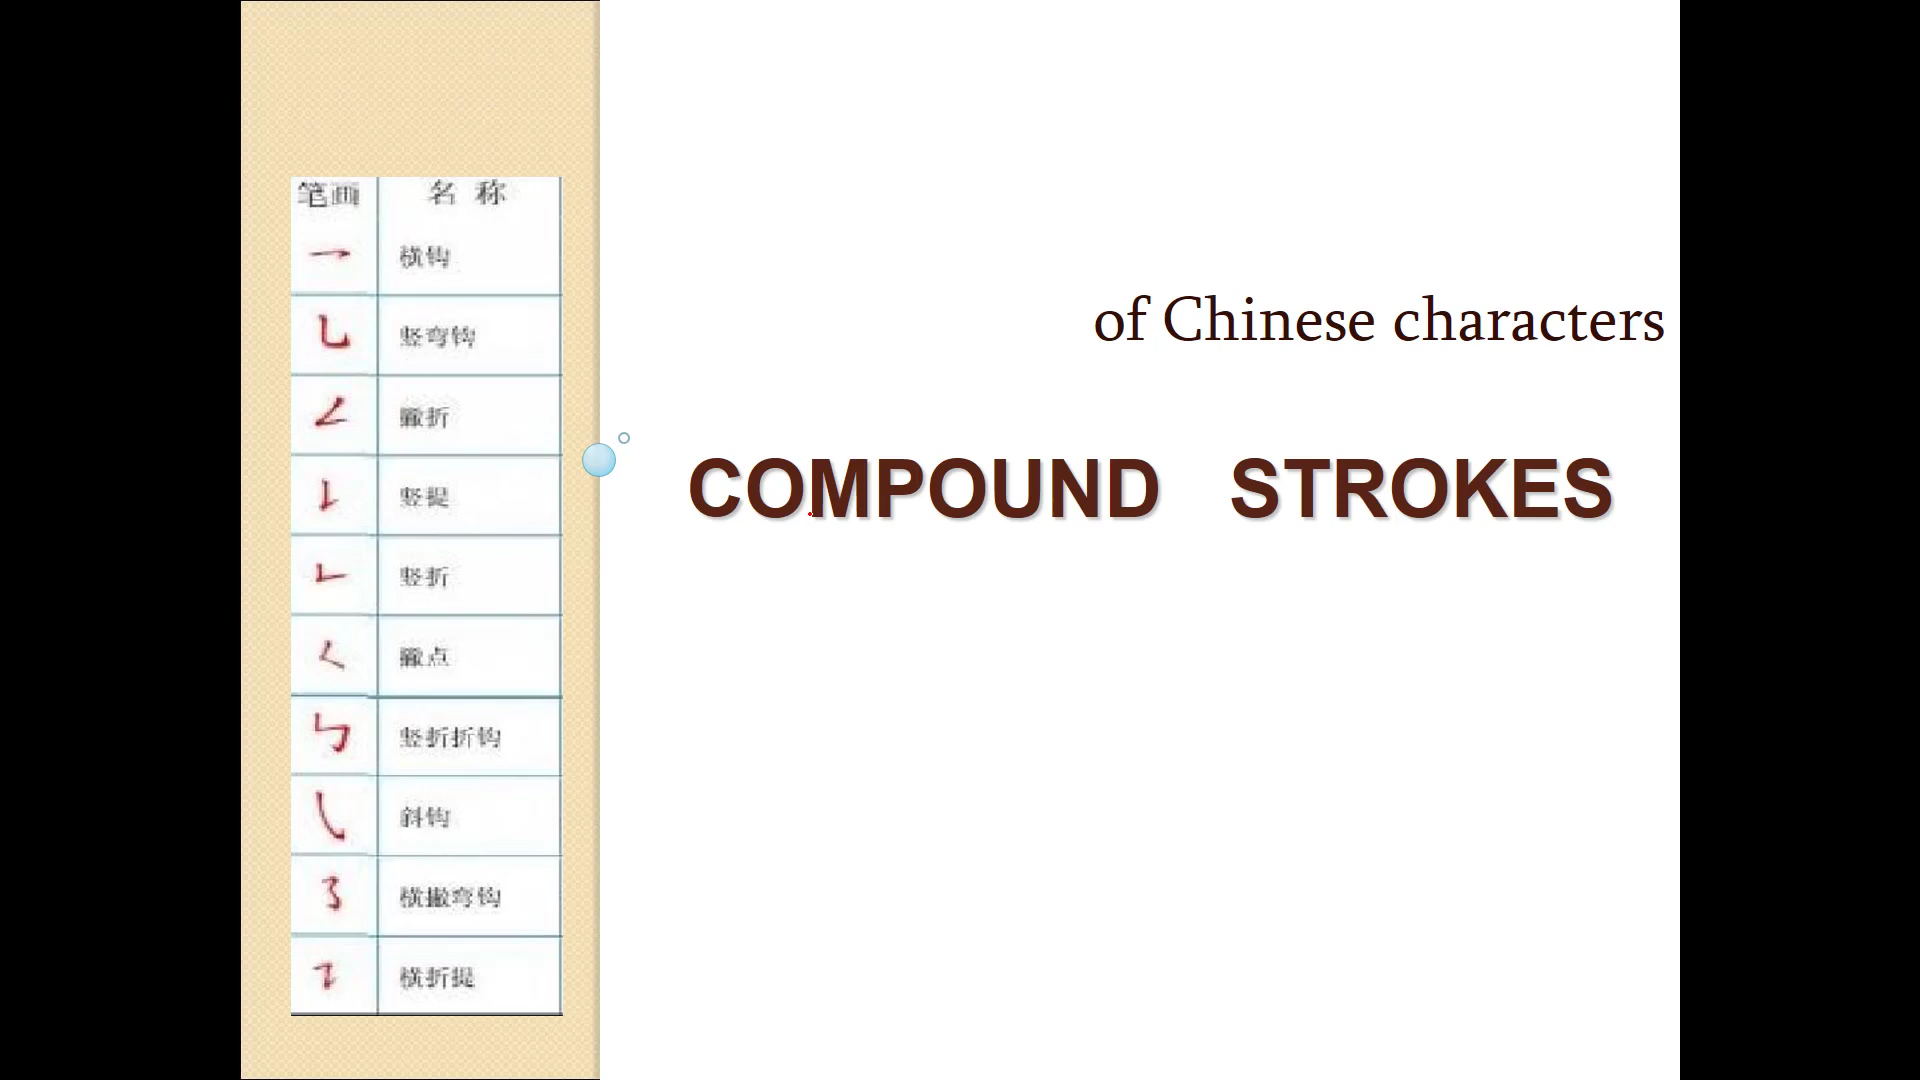 笔画 名 称
横钩
竖弯钩
撇折
竖提
竖折
撇点
竖折折钩
斜钩
横撇弯钩
横折提
of Chinese characters
COMPOUND STROKES